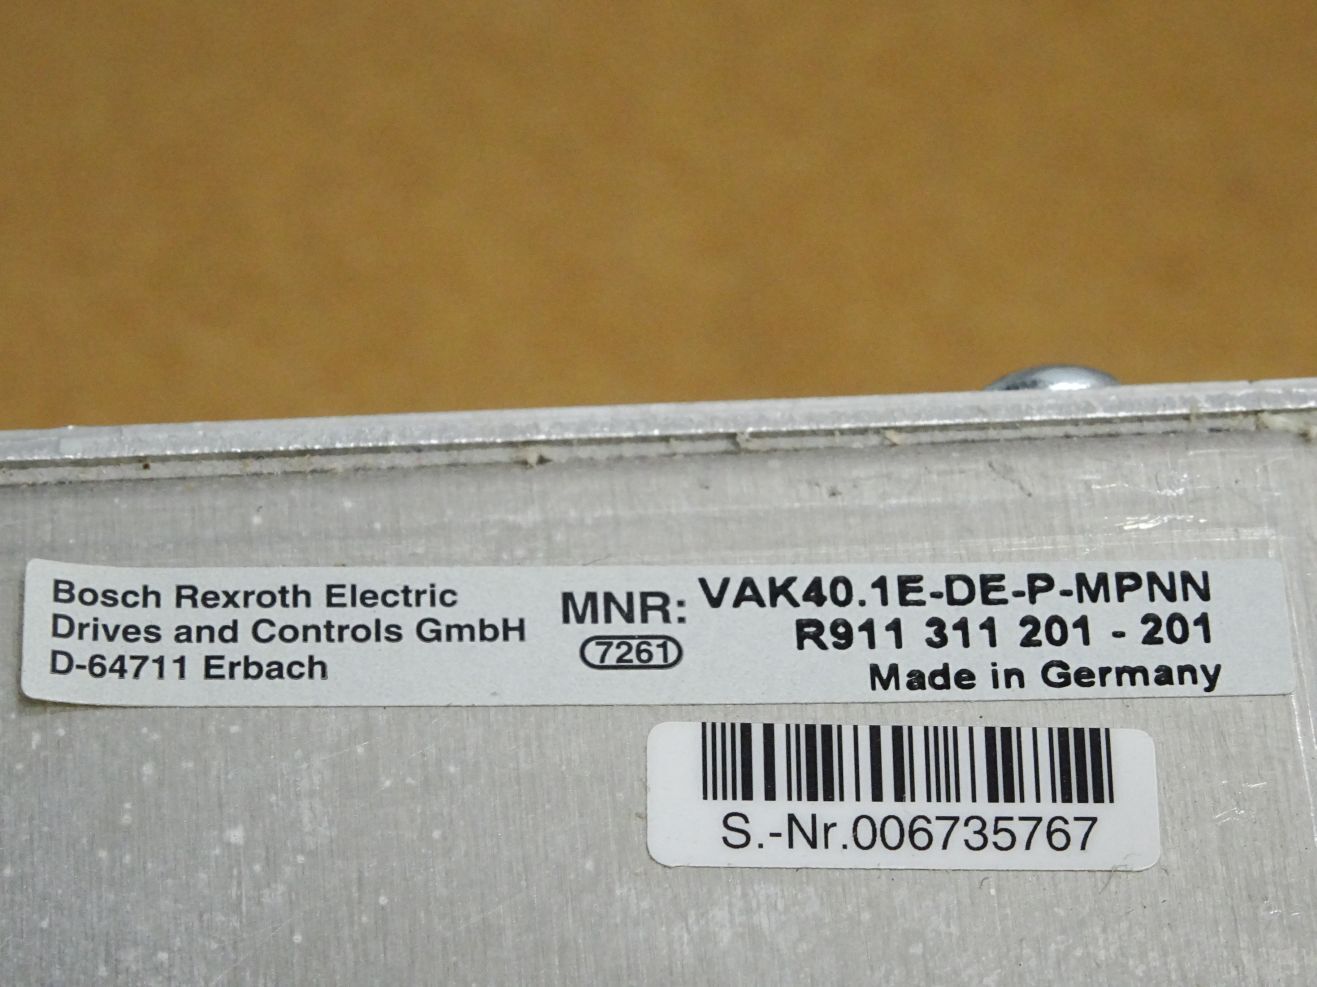 Bosch Rexroth Electric
Drives and Controls GmbH
D-64711 Erbach
MNR:
7261
VAK40.1E-DE-P-MPNN
R911 311 201 - 201
Made in Germany
S.-Nr.006735767